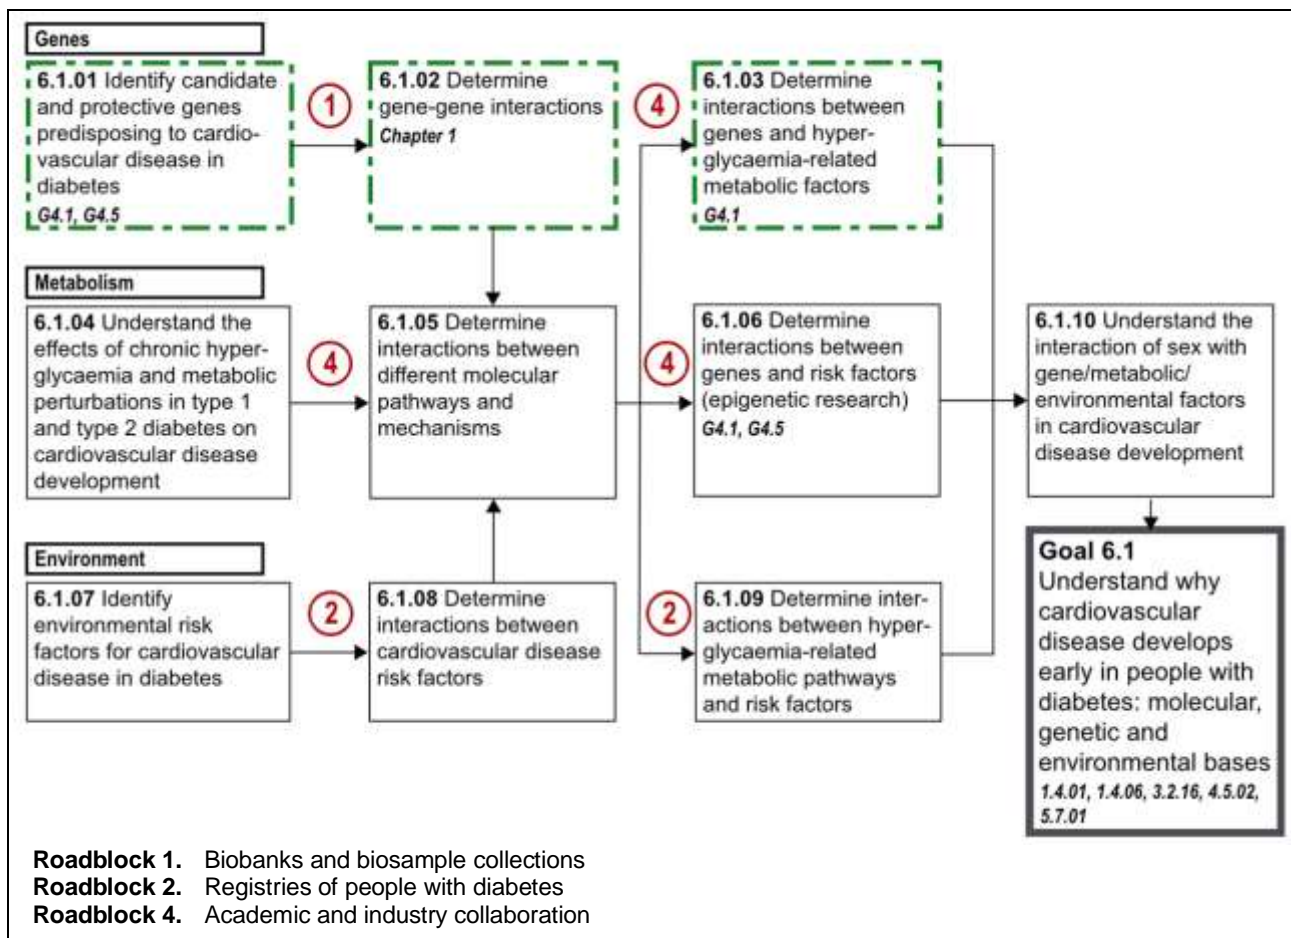 Genes
6.1.01 Identify candidate
and protective genes
predisposing to cardio-
vascular disease in
diabetes
G4.1, G4.5
1
6.1.02 Determine
gene-gene interactions
Chapter 1
4
6.1.03 Determine
interactions between
genes and hyper-
glycaemia-related
metabolic factors
G4.1
Metabolism
6.1.04 Understand the
effects of chronic hyper-
glycaemia and metabolic
perturbations in type 1
and type 2 diabetes on
cardiovascular disease
development
4
6.1.05 Determine
interactions between
different molecular
pathways and
mechanisms
4
6.1.06 Determine
interactions between
genes and risk factors
(epigenetic research)
G4.1, G4.5
6.1.10 Understand the
interaction of sex with
gene/metabolic/
environmental factors
in cardiovascular
disease development
Environment
6.1.07 Identify
environmental risk
factors for cardiovascular
disease in diabetes
2
6.1.08 Determine
interactions between
cardiovascular disease
risk factors
2
6.1.09 Determine inter-
actions between hyper-
glycaemia-related
metabolic pathways
and risk factors
Goal 6.1
Understand why
cardiovascular
disease develops
early in people with
diabetes: molecular,
genetic and
environmental bases
1.4.01, 1.4.06, 3.2.16, 4.5.02,
5.7.01
Roadblock 1. Biobanks and biosample collections
Roadblock 2. Registries of people with diabetes
Roadblock 4. Academic and industry collaboration